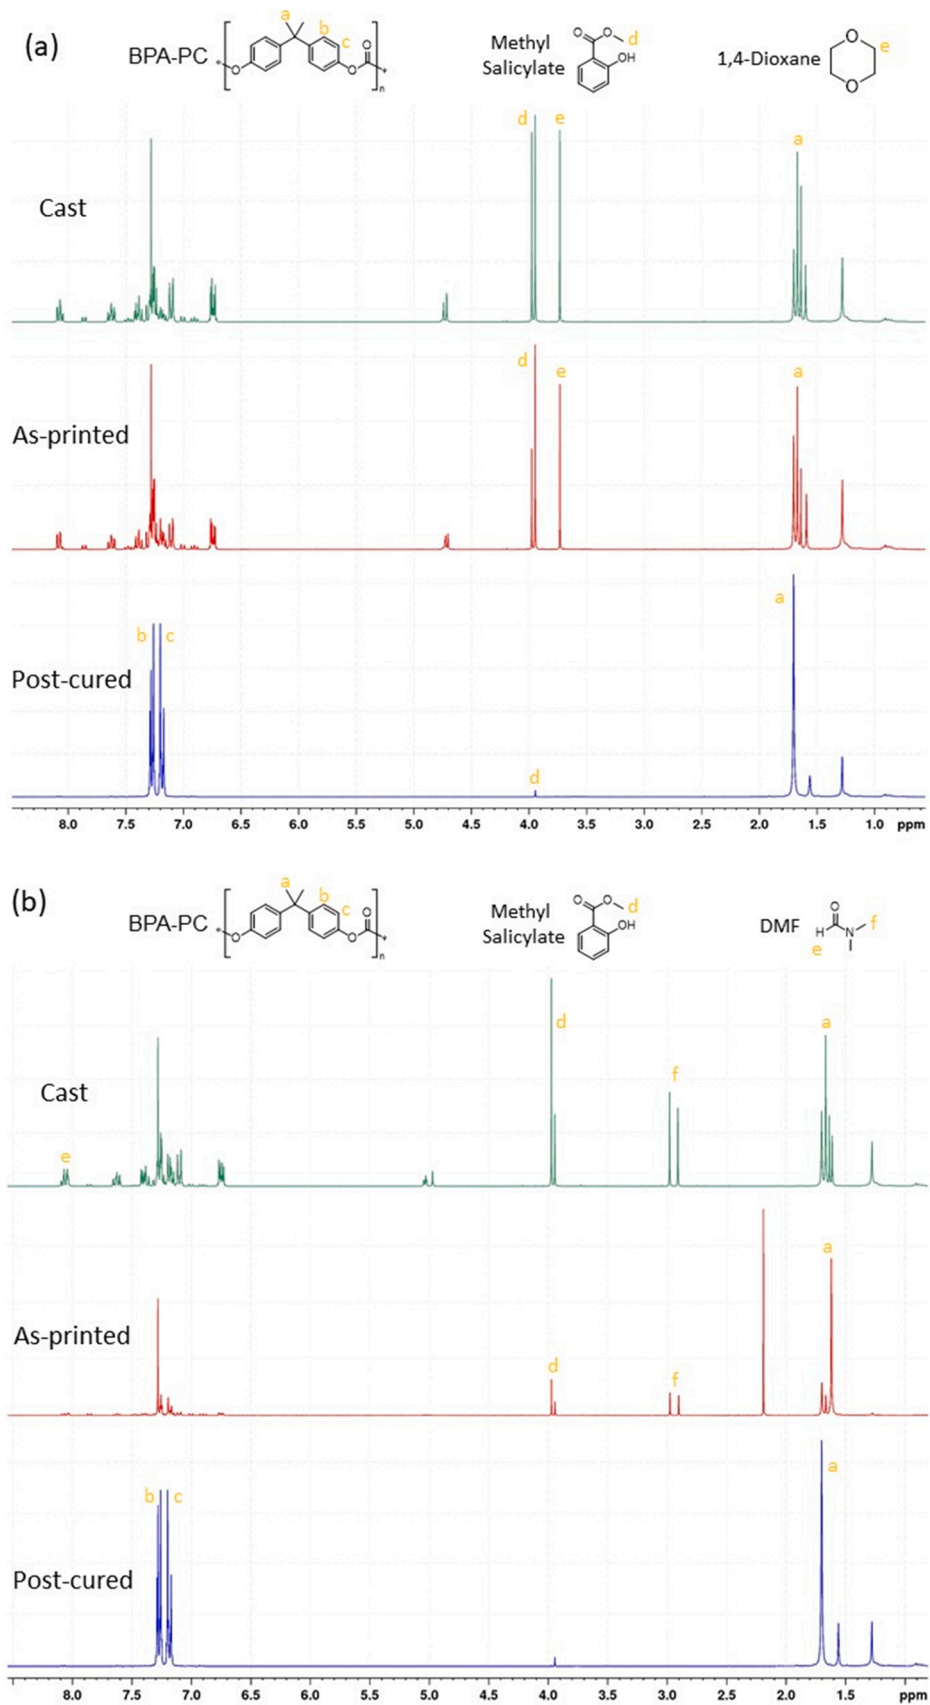 (a)
a
b
c
BPA-PC
O
O
O
n
Methyl
Salicylate
O
O
d
OH
1,4-Dioxane
O
O
e
d
e
a
Cast
d
e
a
As-printed
b
c
a
Post-cured
d
8.0 7.5 7.0 6.5 6.0 5.5 5.0 4.5 4.0 3.5 3.0 2.5 2.0 1.5 1.0 ppm
(b)
a
b
c
BPA-PC
O
O
O
n
Methyl
Salicylate
O
O
d
OH
DMF
O
H
N
f
e
d
a
f
Cast
e
a
As-printed
d
f
a
b
c
Post-cured
8.0 7.5 7.0 6.5 6.0 5.5 5.0 4.5 4.0 3.5 3.0 2.5 2.0 1.5 ppm